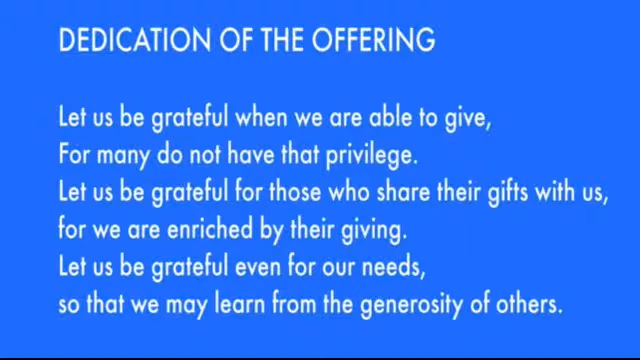 DEDICATION OF THE OFFERING
Let us be grateful when we are able to give,
For many do not have that privilege.
Let us be grateful for those who share their gifts with us,
for we are enriched by their giving.
Let us be grateful even for our needs,
so that we may learn from the generosity of others.